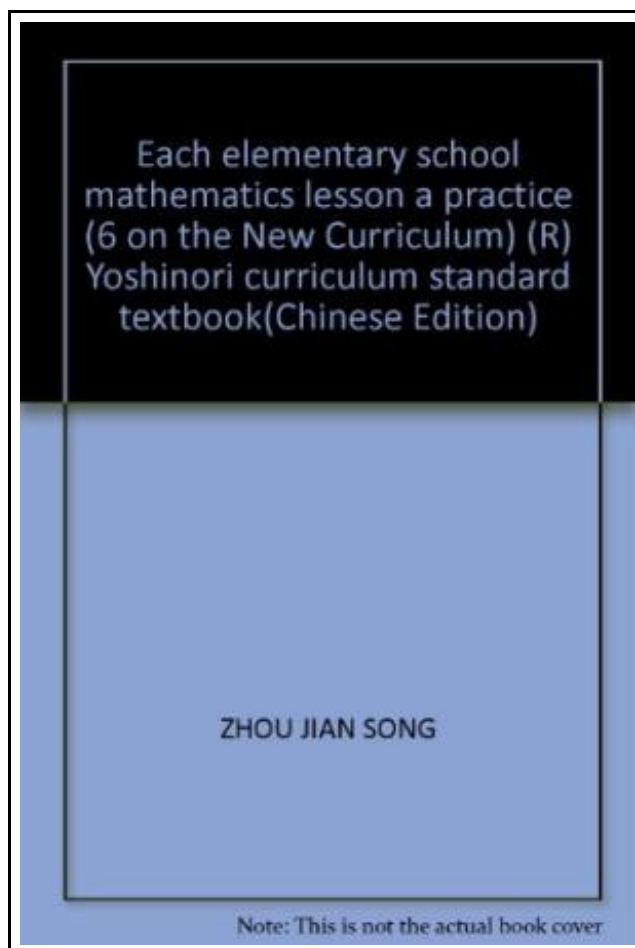 Each elementary school
mathematics lesson a practice
(6 on the New Curriculum) (R)
Yoshinori curriculum standard
textbook(Chinese Edition)
ZHOU JIAN SONG
Note: This is not the actual book cover